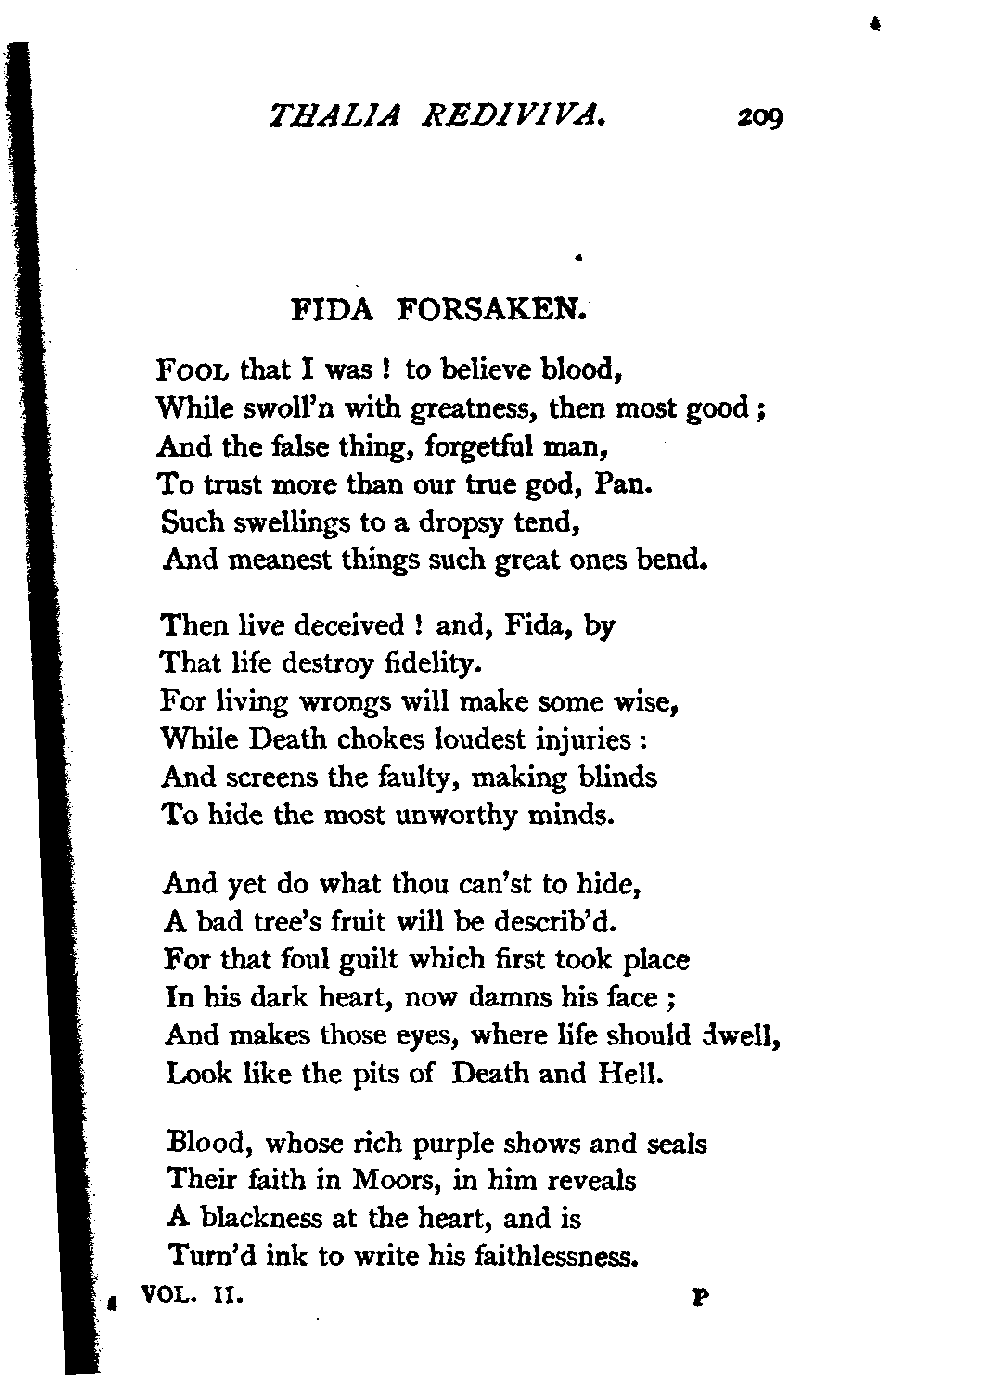 THALIA REDIVIVA. 209
FIDA FORSAKEN.
FOOL that I was ! to believe blood,
While swoll'n with greatness, then most good ;
And the false thing, forgetful man,
To trust more than our true god, Pan.
Such swellings to a dropsy tend,
And meanest things such great ones bend.
Then live deceived ! and, Fida, by
That life destroy fidelity.
For living wrongs will make some wise,
While Death chokes loudest injuries :
And screens the faulty, making blinds
To hide the most unworthy minds.
And yet do what thou can'st to hide,
A bad tree's fruit will be describ'd.
For that foul guilt which first took place
In his dark heart, now damns his face ;
And makes those eyes, where life should dwell,
Look like the pits of Death and Hell.
Blood, whose rich purple shows and seals
Their faith in Moors, in him reveals
A blackness at the heart, and is
Turn'd ink to write his faithlessness.
VOL. II. P